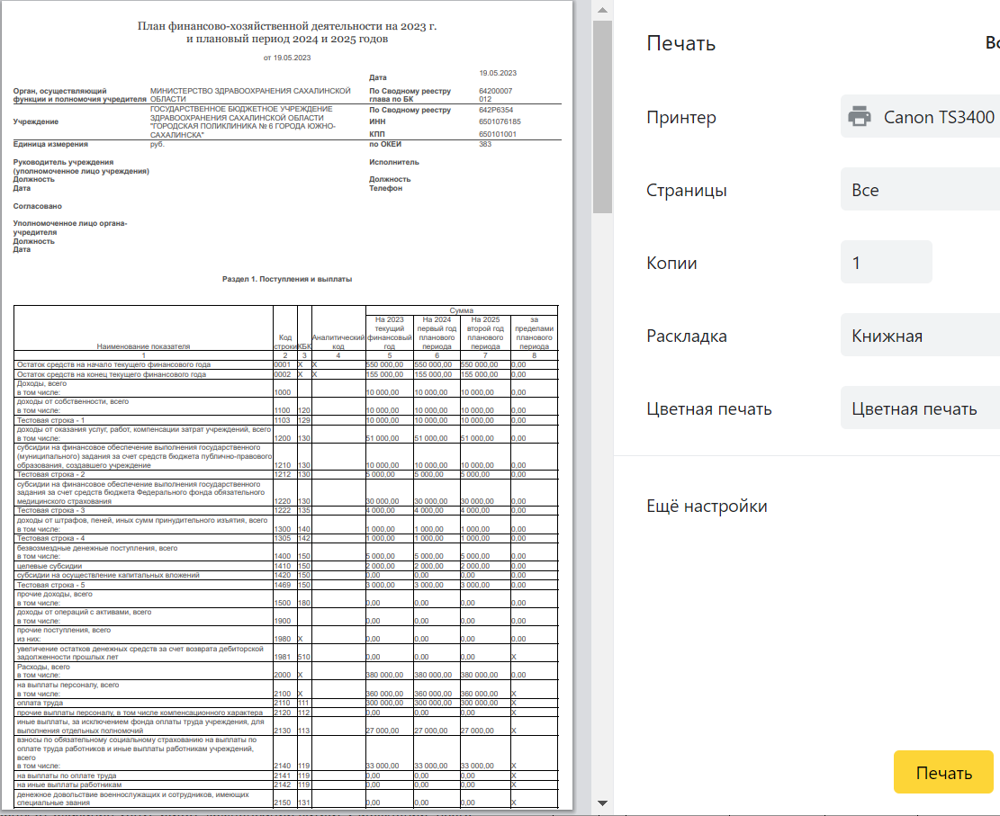 План финансово-хозяйственной деятельности на 2023 г.
и плановый период 2024 и 2025 годов
от 19.05.2023
Дата 19.05.2023
Орган, осуществляющий функции и полномочия учредителя МИНИСТЕРСТВО ЗДРАВООХРАНЕНИЯ САХАЛИНСКОЙ ОБЛАСТИ
По Сводному реестру 64200007
глава по БК 012
Учреждение
ГОСУДАРСТВЕННОЕ БЮДЖЕТНОЕ УЧРЕЖДЕНИЕ
ЗДРАВООХРАНЕНИЯ САХАЛИНСКОЙ ОБЛАСТИ
"ГОРОДСКАЯ ПОЛИКЛИНИКА № 6 ГОРОДА ЮЖНО-
САХАЛИНСКА"
По Сводному реестру 642Р6354
ИНН 6501076185
КПП 650101001
Единица измерения руб. по ОКЕИ 383
Руководитель учреждения Исполнитель
(уполномоченное лицо учреждения)
Должность Должность
Дата Телефон
Согласовано
Уполномоченное лицо органа-
учредителя
Должность
Дата
Раздел 1. Поступления и выплаты
Сумма
Наименование показателя Код строки КБК Аналитический код На 2023 текущий финансовый год На 2024 первый год планового периода На 2025 второй год планового периода за пределами планового периода
1 2 3 4 5 6 7 8
Остаток средств на начало текущего финансового года 0001 X X 550 000,00 550 000,00 550 000,00 0,00
Остаток средств на конец текущего финансового года 0002 X X 155 000,00 155 000,00 155 000,00 0,00
Доходы, всего
в том числе: 1000 10 000,00 10 000,00 10 000,00 0,00
доходы от собственности, всего
в том числе: 1100 120 10 000,00 10 000,00 10 000,00 0,00
Тестовая строка - 1 1103 129 10 000,00 10 000,00 10 000,00 0,00
доходы от оказания услуг, работ, компенсации затрат учреждений, всего
в том числе: 1200 130 51 000,00 51 000,00 51 000,00 0,00
субсидии на финансовое обеспечение выполнения государственного
(муниципального) задания за счет средств бюджета публично-правового
образования, создавшего учреждение 1210 130 10 000,00 10 000,00 10 000,00 0,00
Тестовая строка - 2 1212 130 5 000,00 5 000,00 5 000,00 0,00
субсидии на финансовое обеспечение выполнения государственного
задания за счет средств бюджета Федерального фонда обязательного
медицинского страхования 1220 130 30 000,00 30 000,00 30 000,00 0,00
Тестовая строка - 3 1222 135 4 000,00 4 000,00 4 000,00 0,00
доходы от штрафов, пеней, иных сумм принудительного изъятия, всего
в том числе: 1300 140 1 000,00 1 000,00 1 000,00 0,00
Тестовая строка - 4 1305 142 1 000,00 1 000,00 1 000,00 0,00
безвозмездные денежные поступления, всего
в том числе: 1400 150 5 000,00 5 000,00 5 000,00 0,00
целевые субсидии 1410 150 2 000,00 2 000,00 2 000,00 0,00
субсидии на осуществление капитальных вложений 1420 150 0,00 0,00 0,00 0,00
Тестовая строка - 5 1469 150 3 000,00 3 000,00 3 000,00 0,00
прочие доходы, всего
в том числе: 1500 180 0,00 0,00 0,00 0,00
доходы от операций с активами, всего
в том числе: 1900 0,00 0,00 0,00 0,00
прочие поступления, всего
из них: 1980 X 0,00 0,00 0,00 0,00
увеличение остатков денежных средств за счет возврата дебиторской
задолженности прошлых лет 1981 510 0,00 0,00 0,00 X
Расходы, всего
в том числе: 2000 X 380 000,00 380 000,00 380 000,00 0,00
на выплаты персоналу, всего
в том числе: 2100 X 360 000,00 360 000,00 360 000,00 X
оплата труда 2110 111 300 000,00 300 000,00 300 000,00 X
прочие выплаты персоналу, в том числе компенсационного характера 2120 112 0,00 0,00 0,00 X
иные выплаты, за исключением фонда оплаты труда учреждения, для
выполнения отдельных полномочий 2130 113 27 000,00 27 000,00 27 000,00 X
взносы по обязательному социальному страхованию на выплаты по
оплате труда работников и иные выплаты работникам учреждений,
всего
в том числе: 2140 119 33 000,00 33 000,00 33 000,00 X
на выплаты по оплате труда 2141 119 0,00 0,00 0,00 X
на иные выплаты работникам 2142 119 0,00 0,00 0,00 X
денежное довольствие военнослужащих и сотрудников, имеющих
специальные звания 2150 131 0,00 0,00 0,00 X
Печать
Принтер Canon TS3400
Страницы Все
Копии 1
Раскладка Книжная
Цветная печать Цветная печать
Ещё настройки
Печать